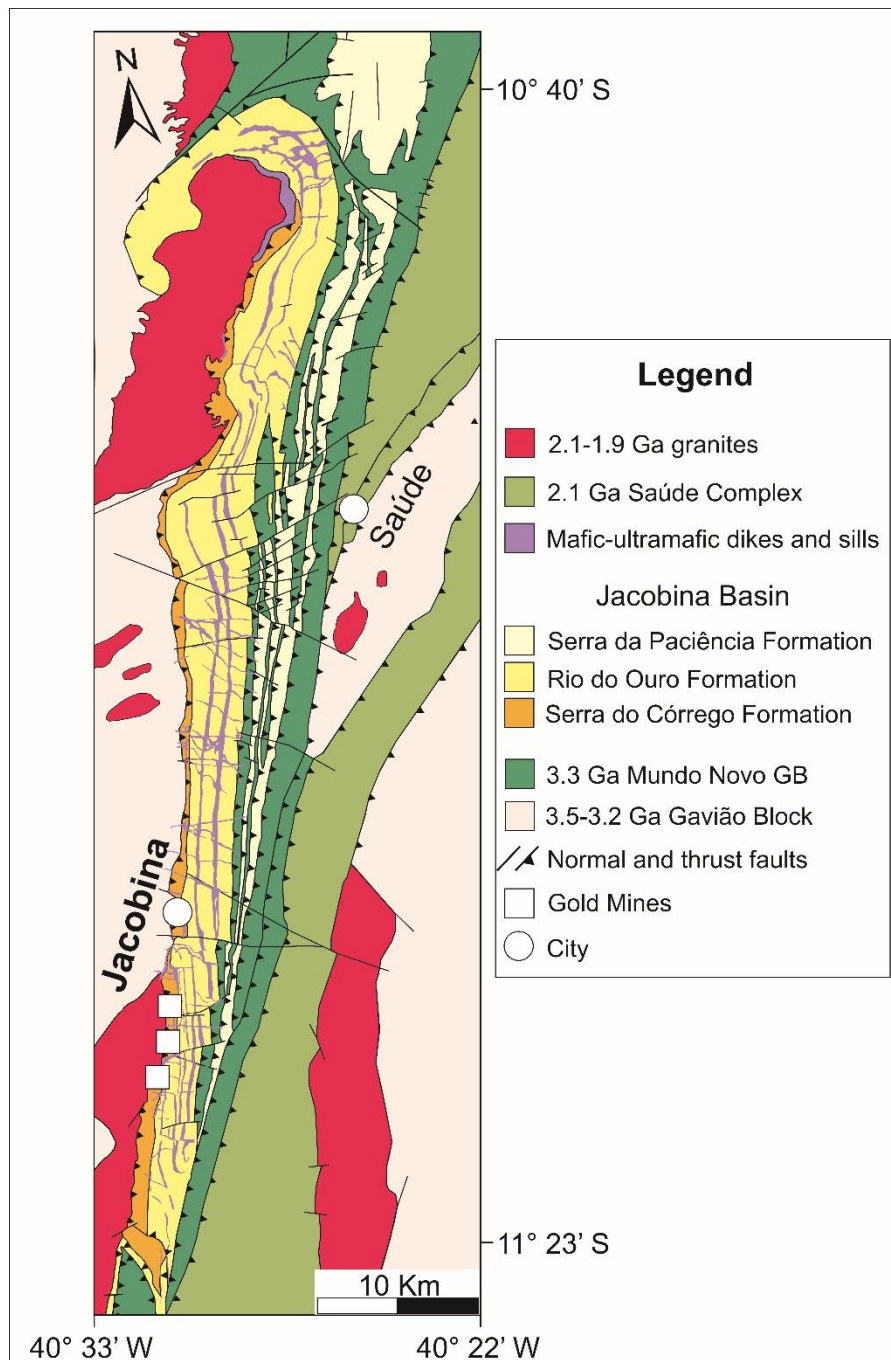 N
10° 40' S
Saúde
Jacobina
Legend
2.1-1.9 Ga granites
2.1 Ga Saúde Complex
Mafic-ultramafic dikes and sills
Jacobina Basin
Serra da Paciência Formation
Rio do Ouro Formation
Serra do Córrego Formation
3.3 Ga Mundo Novo GB
3.5-3.2 Ga Gavião Block
Normal and thrust faults
Gold Mines
City
11° 23' S
10 Km
40° 33' W
40° 22' W